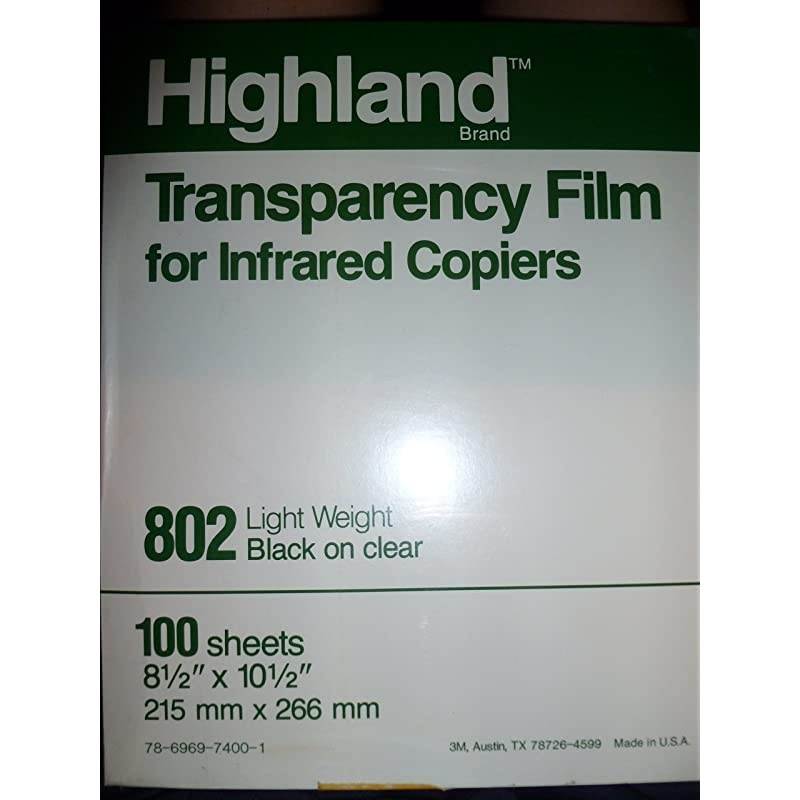 Highland™
Brand
Transparency Film
for Infrared Copiers
802 Light Weight
Black on clear
100 sheets
8½″ x 10½″
215 mm x 266 mm
78-6969-7400-1
3M, Austin, TX 78726-4599 Made in U.S.A.